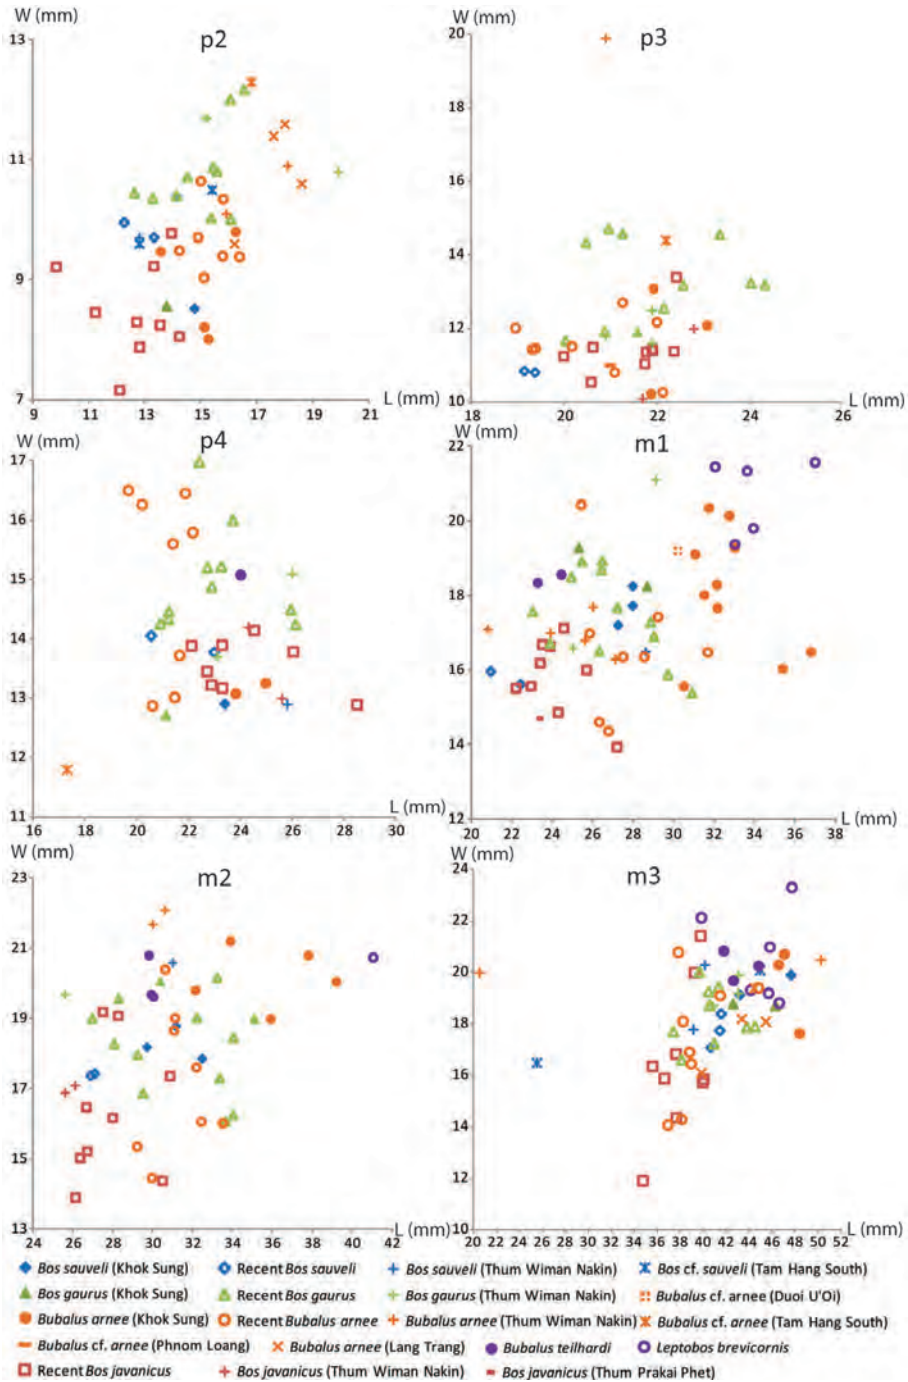 W (mm)
p2
13
11
9
7
9 11 13 15 17 19 21
L (mm)
W (mm)
p3
20
18
16
14
12
10
18 20 22 24 26
L (mm)
W (mm)
p4
17
16
15
14
13
12
11
16 18 20 22 24 26 28 30
L (mm)
W (mm)
m1
22
20
18
16
14
12
20 22 24 26 28 30 32 34 36 38
L (mm)
W (mm)
m2
23
21
19
17
15
13
24 26 28 30 32 34 36 38 40 42
L (mm)
W (mm)
m3
24
22
20
18
16
14
12
10
20 22 24 26 28 30 32 34 36 38 40 42 44 46 48 50 52
L (mm)
Bos sauveli (Khok Sung) Recent Bos sauveli Bos sauveli (Thum Wiman Nakin) Bos cf. sauveli (Tam Hang South)
Bos gaurus (Khok Sung) Recent Bos gaurus Bos gaurus (Thum Wiman Nakin) Bubalus cf. arnee (Duoi U'Oi)
Bubalus arnee (Khok Sung) Recent Bubalus arnee Bubalus arnee (Thum Wiman Nakin) Bubalus cf. arnee (Tam Hang South)
Bubalus cf. arnee (Phnom Loang) Bubalus arnee (Lang Trang) Bubalus teilhardi Leptobos brevicornis
Recent Bos javanicus Bos javanicus (Thum Wiman Nakin) Bos javanicus (Thum Prakai Phet)